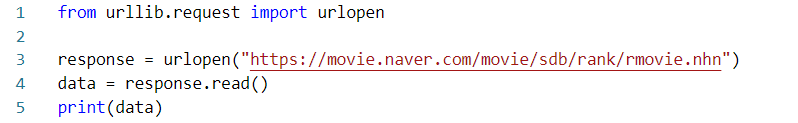 1 from urllib.request import urlopen
2
3 response = urlopen("https://movie.naver.com/movie/sdb/rank/rmovie.nhn")
4 data = response.read()
5 print(data)